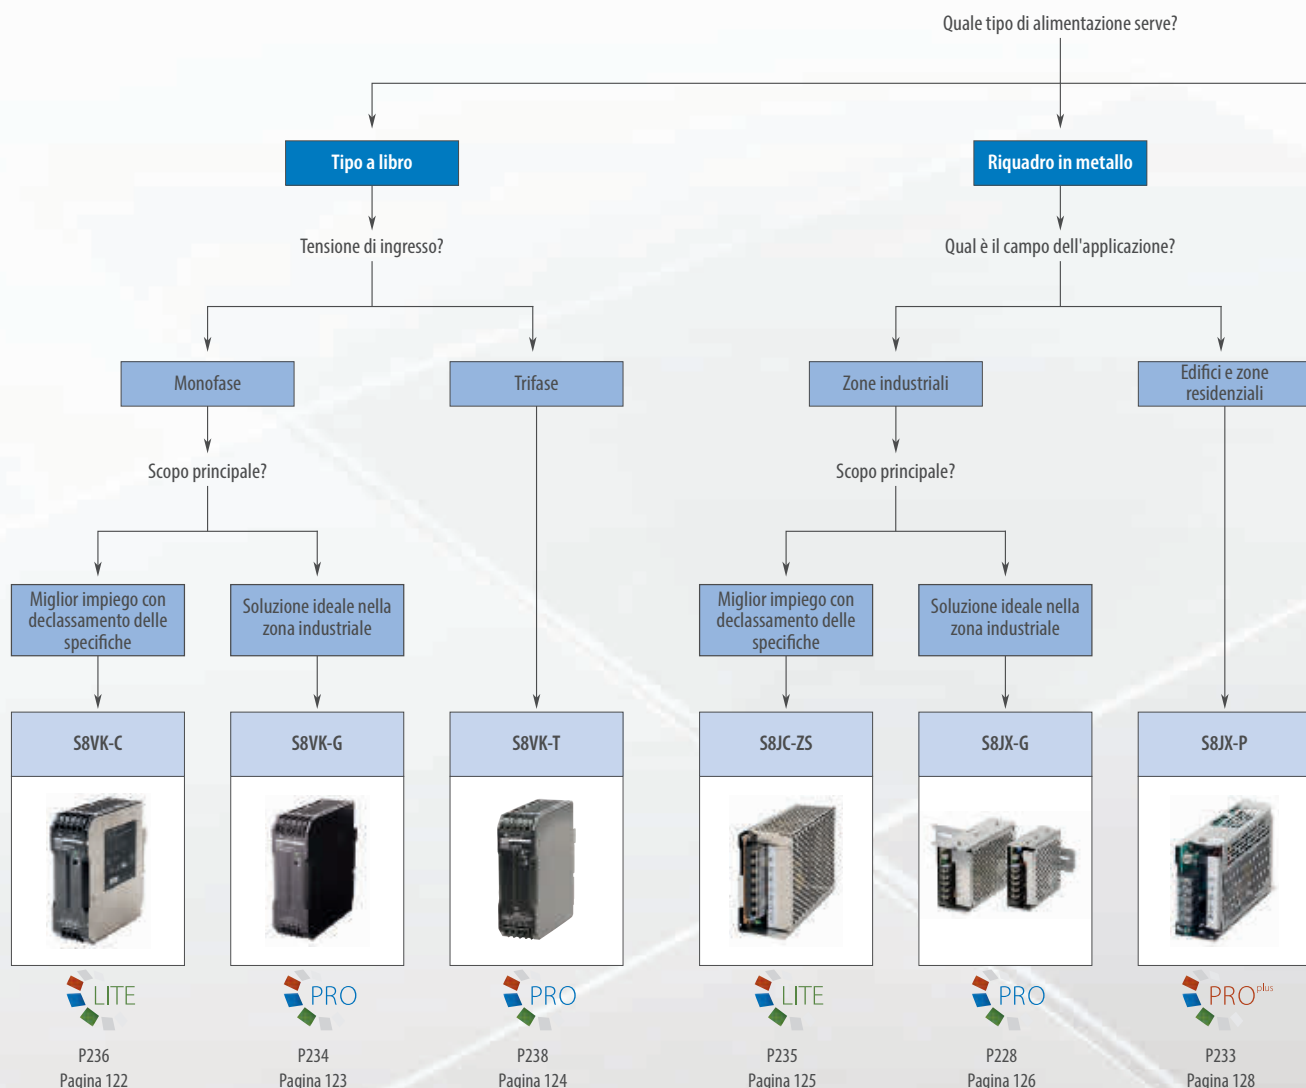 Quale tipo di alimentazione serve?
Tipo a libro
Riquadro in metallo
Tensione di ingresso?
Qual è il campo dell'applicazione?
Monofase
Trifase
Zone industriali
Edifici e zone
residenziali
Scopo principale?
Scopo principale?
Miglior impiego con
declassamento delle
specifiche
Soluzione ideale nella
zona industriale
Miglior impiego con
declassamento delle
specifiche
Soluzione ideale nella
zona industriale
S8VK-C
S8VK-G
S8VK-T
S8JC-ZS
S8JX-G
S8JX-P
LITE
PRO
PRO
LITE
PRO
PRO plus
P236
P234
P238
P235
P228
P233
Pagina 122
Pagina 123
Pagina 124
Pagina 125
Pagina 126
Pagina 128